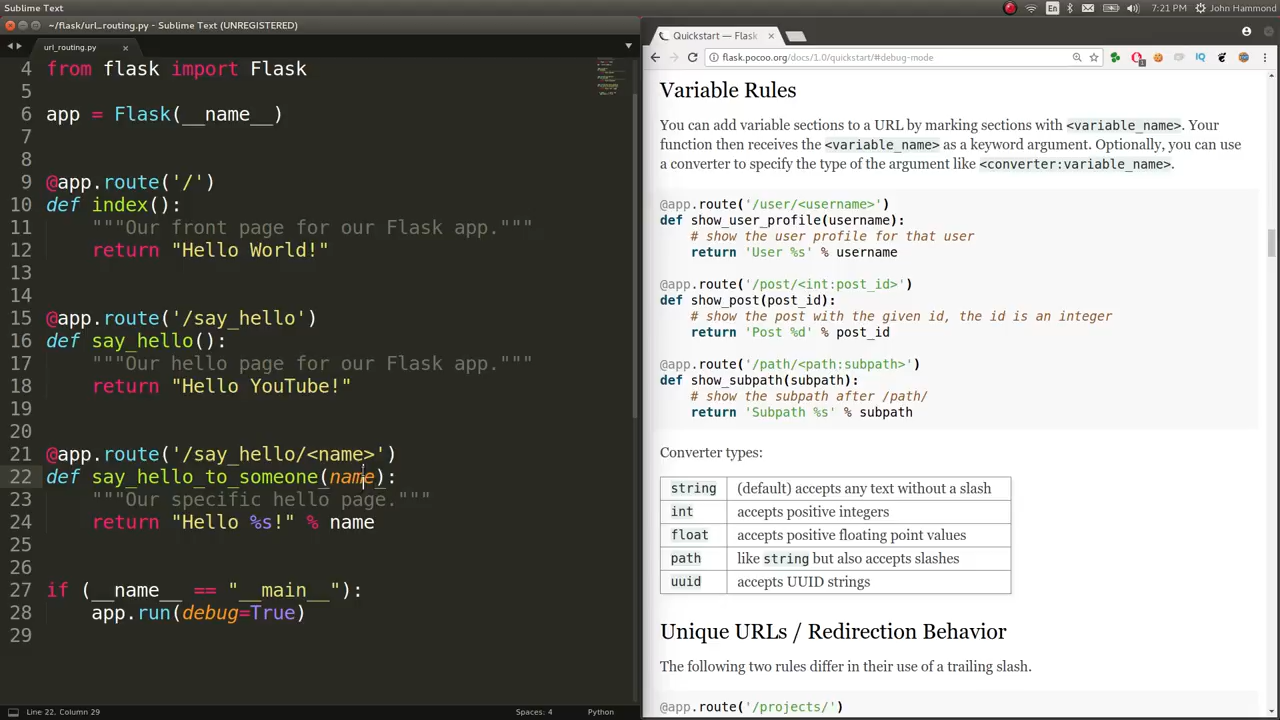 Sublime Text
En
7:21 PM
John Hammond
~/flask/url_routing.py - Sublime Text (UNREGISTERED)
url_routing.py
4 from flask import Flask
5
6 app = Flask(__name__)
7
8
9 @app.route('/')
10 def index():
11 """Our front page for our Flask app."""
12 return "Hello World!"
13
14
15 @app.route('/say_hello')
16 def say_hello():
17 """Our hello page for our Flask app."""
18 return "Hello YouTube!"
19
20
21 @app.route('/say_hello/<name>')
22 def say_hello_to_someone(name):
23 """Our specific hello page."""
24 return "Hello %s!" % name
25
26
27 if (__name__ == "__main__"):
28 app.run(debug=True)
29
Line 22, Column 29
Spaces: 4
Python
Quickstart — Flask
flask.pocoo.org/docs/1.0/quickstart/#debug-mode
Variable Rules
You can add variable sections to a URL by marking sections with <variable_name>. Your
function then receives the <variable_name> as a keyword argument. Optionally, you can use
a converter to specify the type of the argument like <converter:variable_name>.
@app.route('/user/<username>')
def show_user_profile(username):
# show the user profile for that user
return 'User %s' % username
@app.route('/post/<int:post_id>')
def show_post(post_id):
# show the post with the given id, the id is an integer
return 'Post %d' % post_id
@app.route('/path/<path:subpath>')
def show_subpath(subpath):
# show the subpath after /path/
return 'Subpath %s' % subpath
Converter types:
string (default) accepts any text without a slash
int accepts positive integers
float accepts positive floating point values
path like string but also accepts slashes
uuid accepts UUID strings
Unique URLs / Redirection Behavior
The following two rules differ in their use of a trailing slash.
@app.route('/projects/')